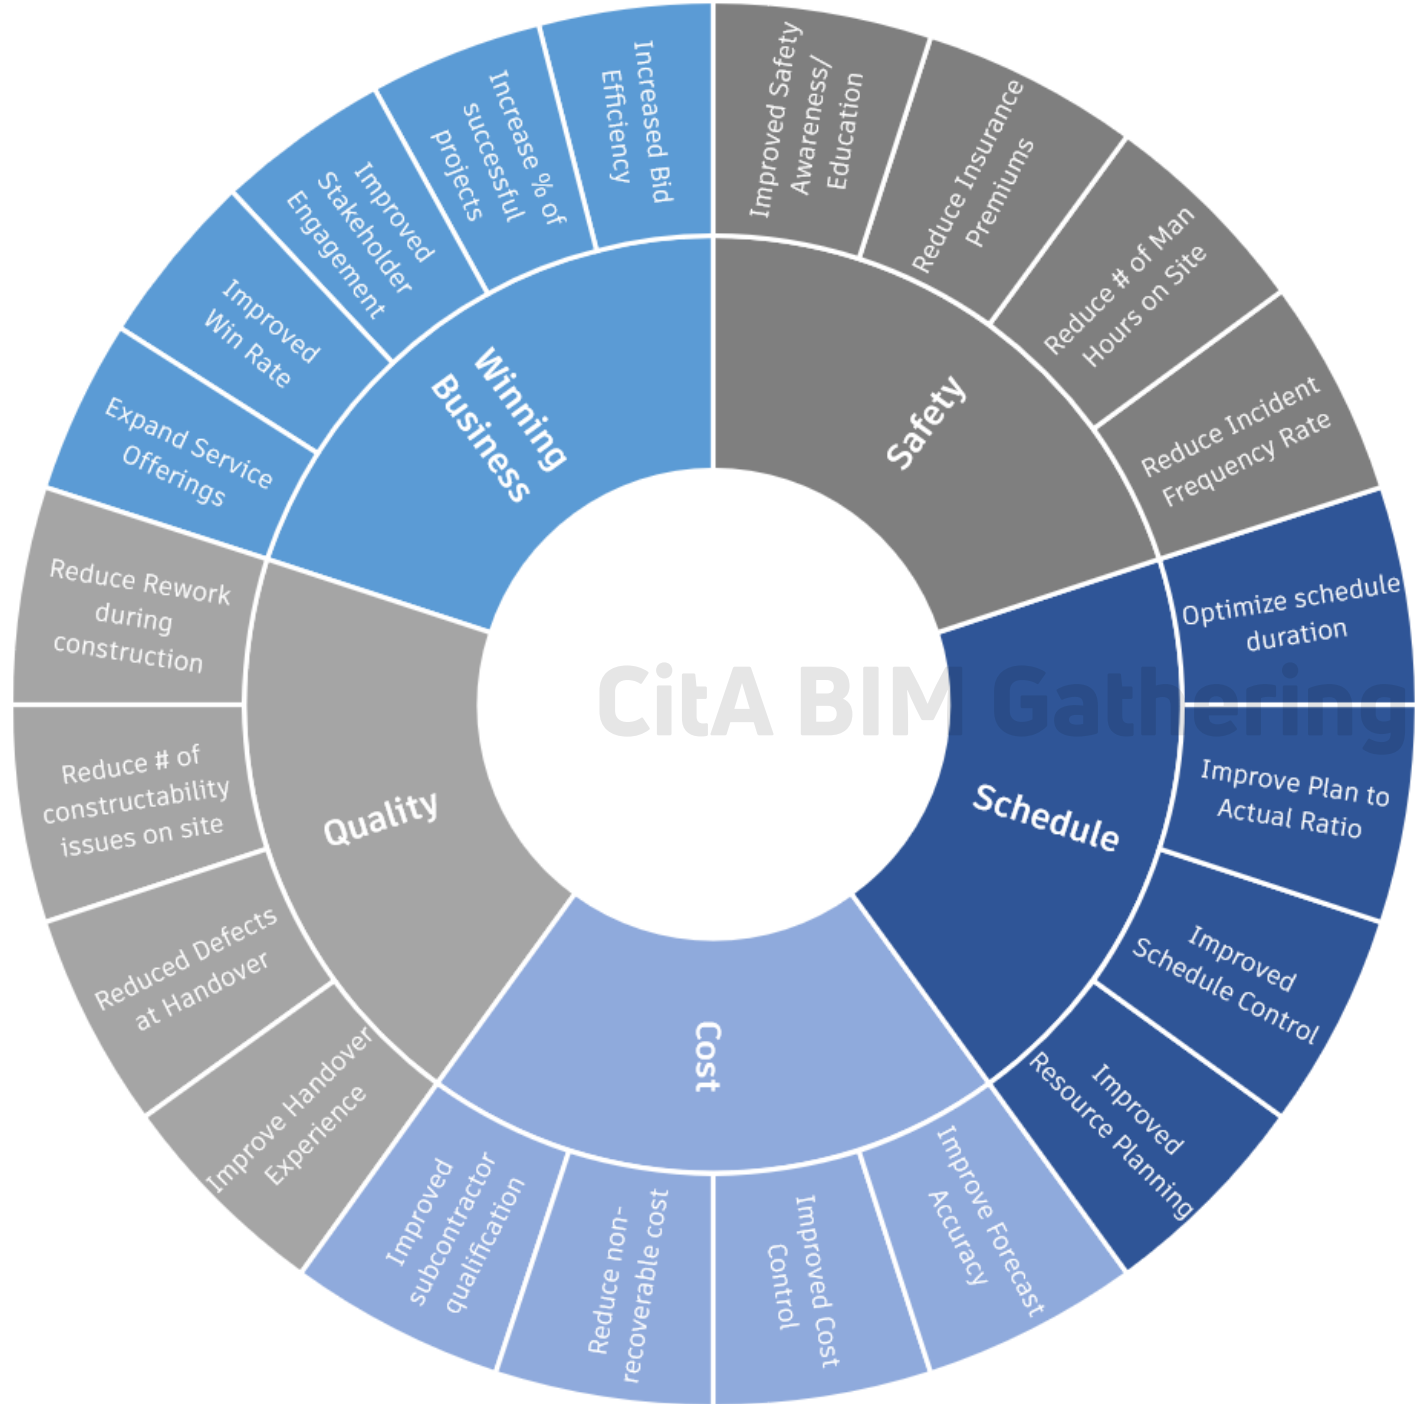 Increased Bid
Efficiency
Increase % of
successful
projects
Improved
Stakeholder
Engagement
Improved
Win Rate
Expand Service
Offerings
Winning
Business
Improved Safety
Awareness/
Education
Reduce Insurance
Premiums
Reduce # of Man
Hours on Site
Reduce Incident
Frequency Rate
Safety
Optimize schedule
duration
Improve Plan to
Actual Ratio
Improved
Schedule Control
Improved
Resource Planning
Schedule
Improve Forecast
Accuracy
Improved Cost
Control
Reduce non-
recoverable cost
Improved
subcontractor
qualification
Cost
Improve Handover
Experience
Reduced Defects
at Handover
Reduce # of
constructability
issues on site
Reduce Rework
during
construction
Quality
CitA BIM Gathering